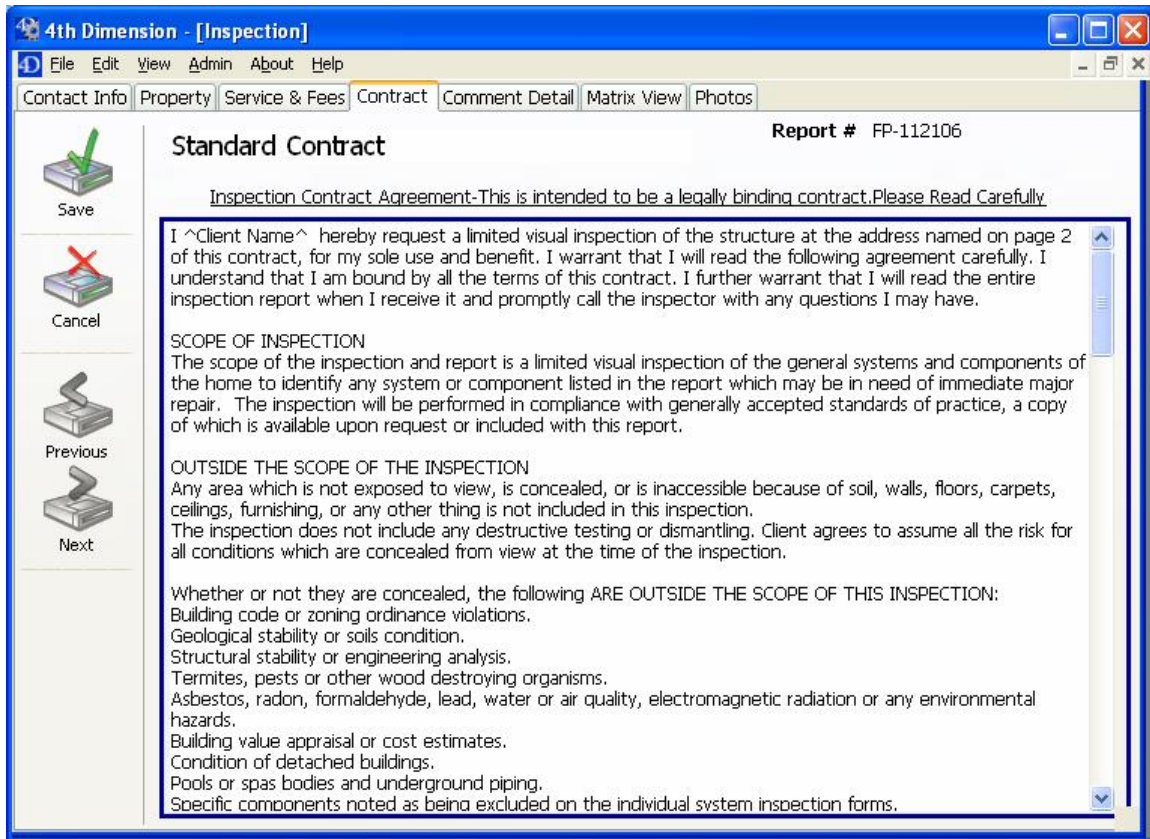 4th Dimension - [Inspection]
File Edit View Admin About Help
Contact Info Property Service & Fees Contract Comment Detail Matrix View Photos
Standard Contract
Report # FP-112106
Inspection Contract Agreement-This is intended to be a legally binding contract.Please Read Carefully
Save
Cancel
Previous
Next
I ^Client Name^ hereby request a limited visual inspection of the structure at the address named on page 2
of this contract, for my sole use and benefit. I warrant that I will read the following agreement carefully. I
understand that I am bound by all the terms of this contract. I further warrant that I will read the entire
inspection report when I receive it and promptly call the inspector with any questions I may have.
SCOPE OF INSPECTION
The scope of the inspection and report is a limited visual inspection of the general systems and components of
the home to identify any system or component listed in the report which may be in need of immediate major
repair. The inspection will be performed in compliance with generally accepted standards of practice, a copy
of which is available upon request or included with this report.
OUTSIDE THE SCOPE OF THE INSPECTION
Any area which is not exposed to view, is concealed, or is inaccessible because of soil, walls, floors, carpets,
ceilings, furnishing, or any other thing is not included in this inspection.
The inspection does not include any destructive testing or dismantling. Client agrees to assume all the risk for
all conditions which are concealed from view at the time of the inspection.
Whether or not they are concealed, the following ARE OUTSIDE THE SCOPE OF THIS INSPECTION:
Building code or zoning ordinance violations.
Geological stability or soils condition.
Structural stability or engineering analysis.
Termites, pests or other wood destroying organisms.
Asbestos, radon, formaldehyde, lead, water or air quality, electromagnetic radiation or any environmental
hazards.
Building value appraisal or cost estimates.
Condition of detached buildings.
Pools or spas bodies and underground piping.
Specific components noted as being excluded on the individual system inspection forms.